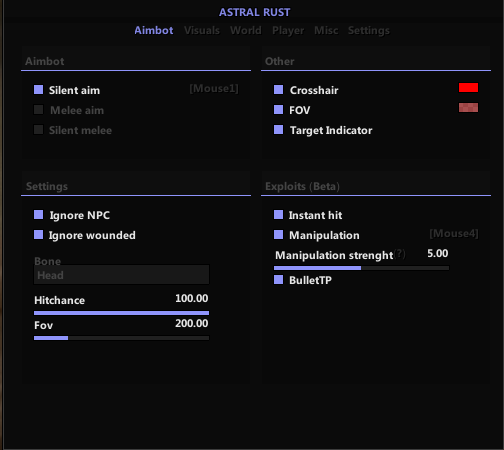 ASTRAL RUST
Aimbot Visuals World Player Misc Settings
Aimbot
Silent aim [Mouse1]
Melee aim
Silent melee
Other
Crosshair
FOV
Target Indicator
Settings
Ignore NPC
Ignore wounded
Bone
Head
Hitchance 100.00
Fov 200.00
Exploits (Beta)
Instant hit
Manipulation [Mouse4]
Manipulation strenght(?) 5.00
BulletTP